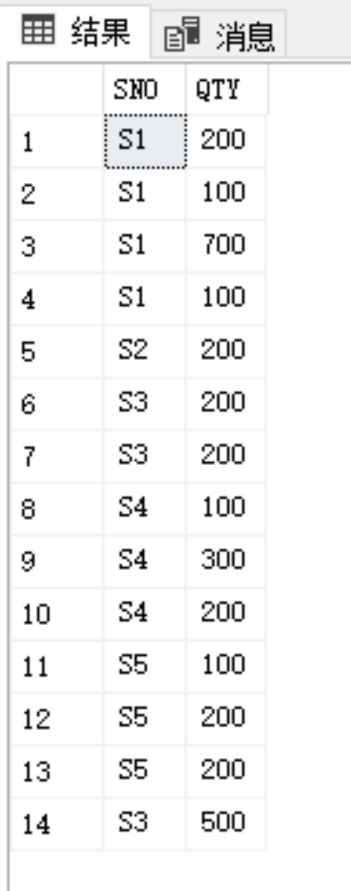 结果 消息
SNO QTY
1 S1 200
2 S1 100
3 S1 700
4 S1 100
5 S2 200
6 S3 200
7 S3 200
8 S4 100
9 S4 300
10 S4 200
11 S5 100
12 S5 200
13 S5 200
14 S3 500